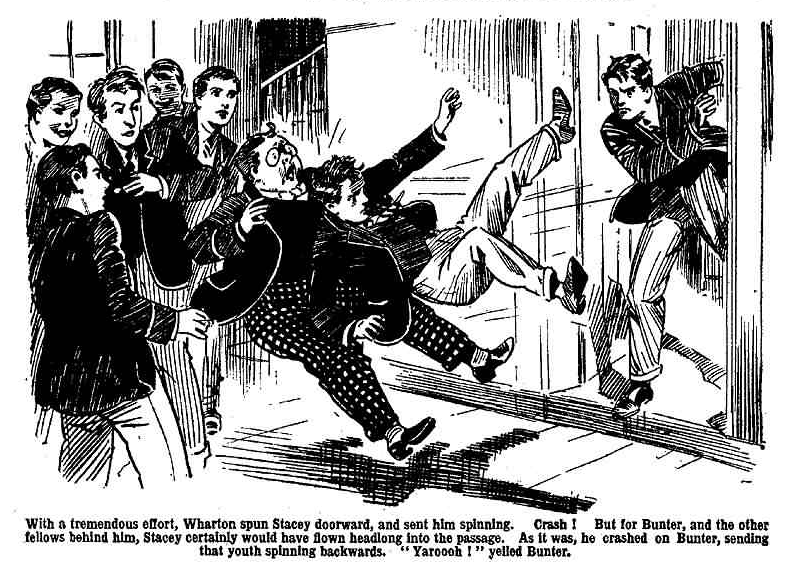 With a tremendous effort, Wharton spun Stacey doorward, and sent him spinning. Crash ! But for Bunter, and the other
fellows behind him, Stacey certainly would have flown headlong into the passage. As it was, he crashed on Bunter, sending
that youth spinning backwards. " Yaroooh ! " yelled Bunter.